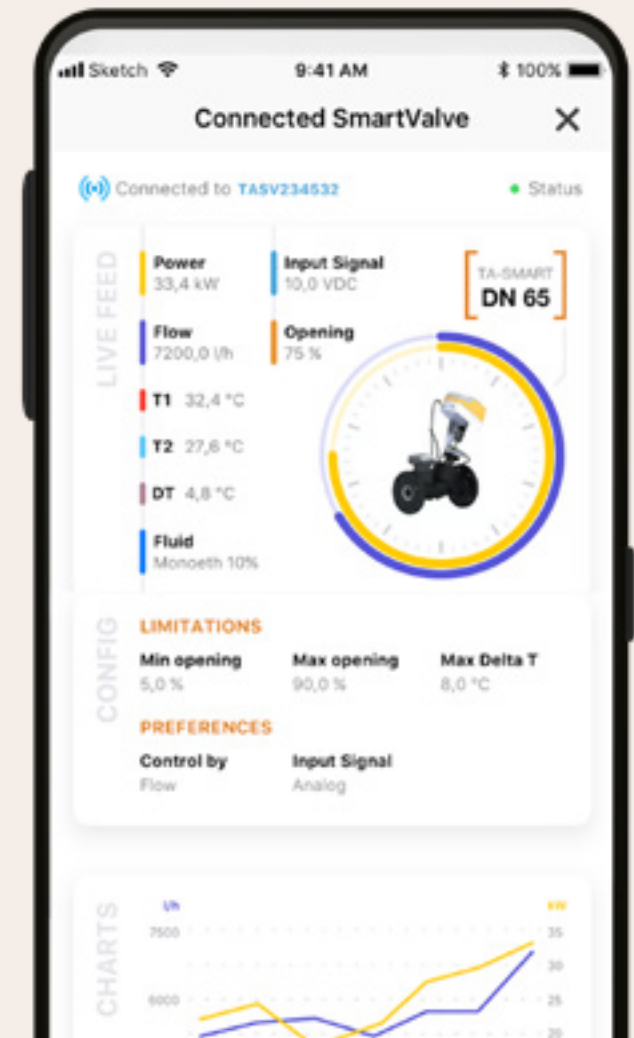 Sketch 9:41 AM 100%
Connected SmartValve
Connected to TASV234532 Status
LIVE FEED
Power
33,4 kW
Input Signal
10,0 VDC
TA-SMART
DN 65
Flow
7200,0 l/h
Opening
75 %
T1 32,4 °C
T2 27,6 °C
DT 4,8 °C
Fluid
Monoeth 10%
CONFIG
LIMITATIONS
Min opening Max opening Max Delta T
5,0 % 90,0 % 8,0 °C
PREFERENCES
Control by Input Signal
Flow Analog
CHARTS
l/h kW
7500 35
30
6000 25
20